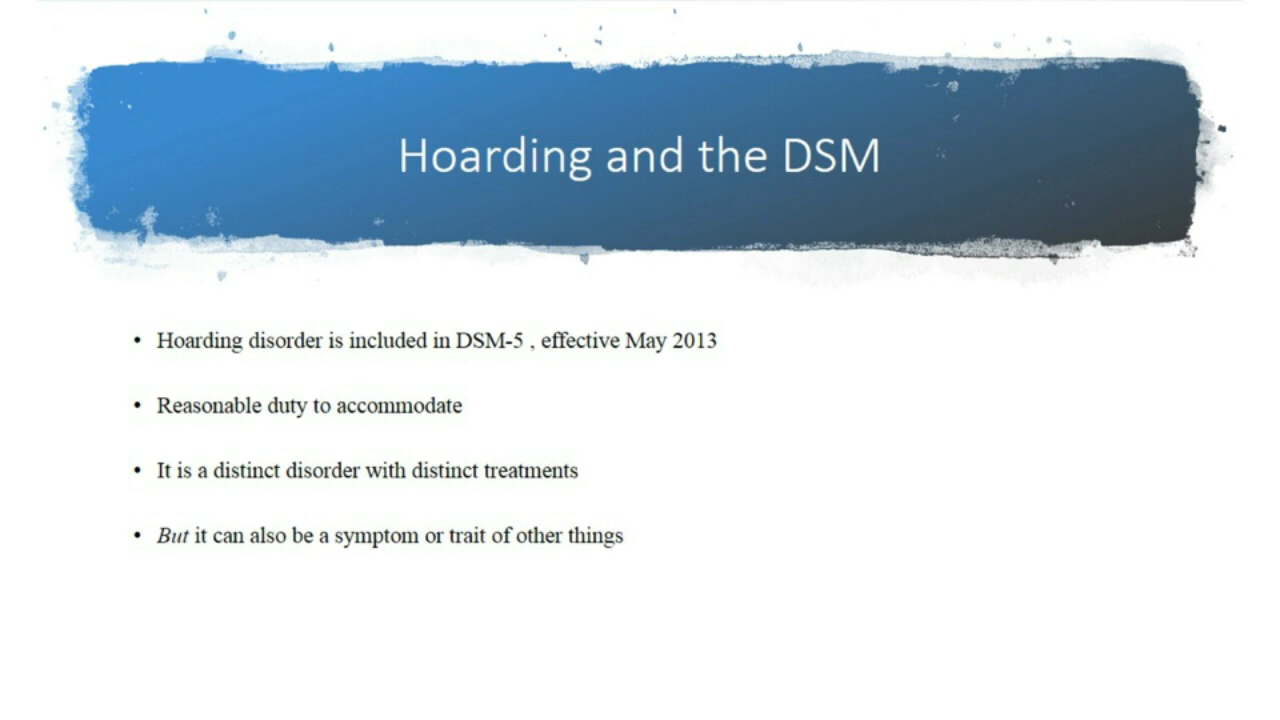 Hoarding and the DSM
• Hoarding disorder is included in DSM-5 , effective May 2013
• Reasonable duty to accommodate
• It is a distinct disorder with distinct treatments
• But it can also be a symptom or trait of other things